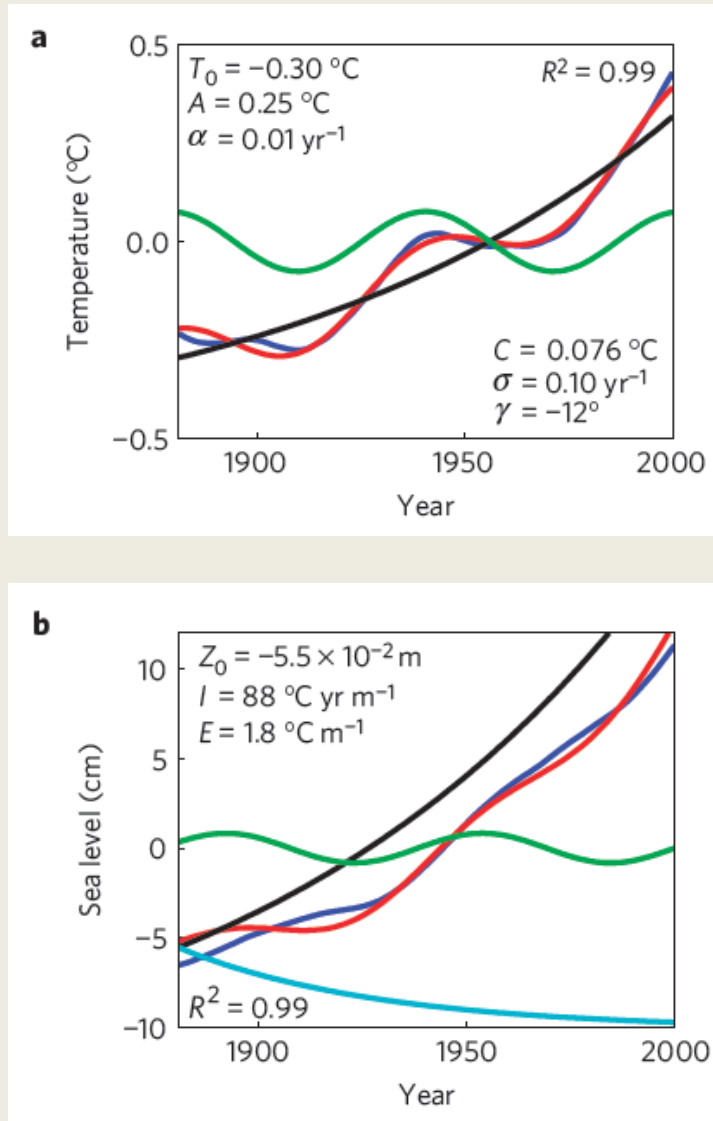 a
0.5
T₀ = −0.30 °C
R² = 0.99
A = 0.25 °C
α = 0.01 yr⁻¹
Temperature (°C)
0.0
C = 0.076 °C
σ = 0.10 yr⁻¹
γ = −12°
−0.5
1900
1950
2000
Year
b
Z₀ = −5.5 × 10⁻² m
10
I = 88 °C yr m⁻¹
E = 1.8 °C m⁻¹
5
Sea level (cm)
0
−5
R² = 0.99
−10
1900
1950
2000
Year